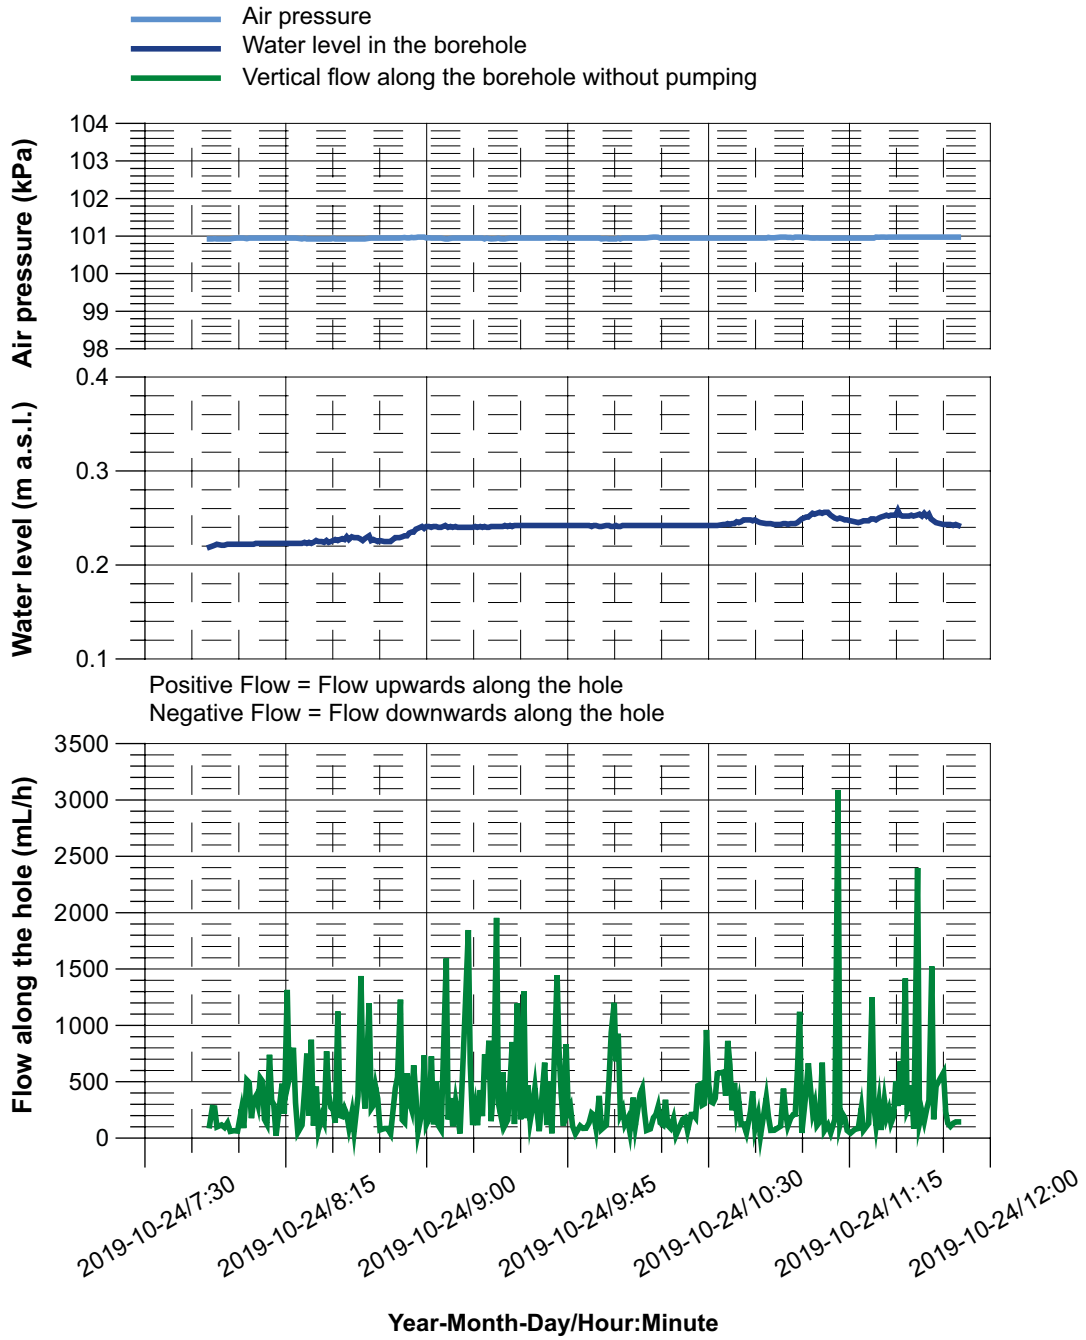 Air pressure
Water level in the borehole
Vertical flow along the borehole without pumping
Air pressure (kPa)
104
103
102
101
100
99
98
Water level (m a.s.l.)
0.4
0.3
0.2
0.1
Positive Flow = Flow upwards along the hole
Negative Flow = Flow downwards along the hole
Flow along the hole (mL/h)
3500
3000
2500
2000
1500
1000
500
0
2019-10-24/7:30
2019-10-24/8:15
2019-10-24/9:00
2019-10-24/9:45
2019-10-24/10:30
2019-10-24/11:15
2019-10-24/12:00
Year-Month-Day/Hour:Minute